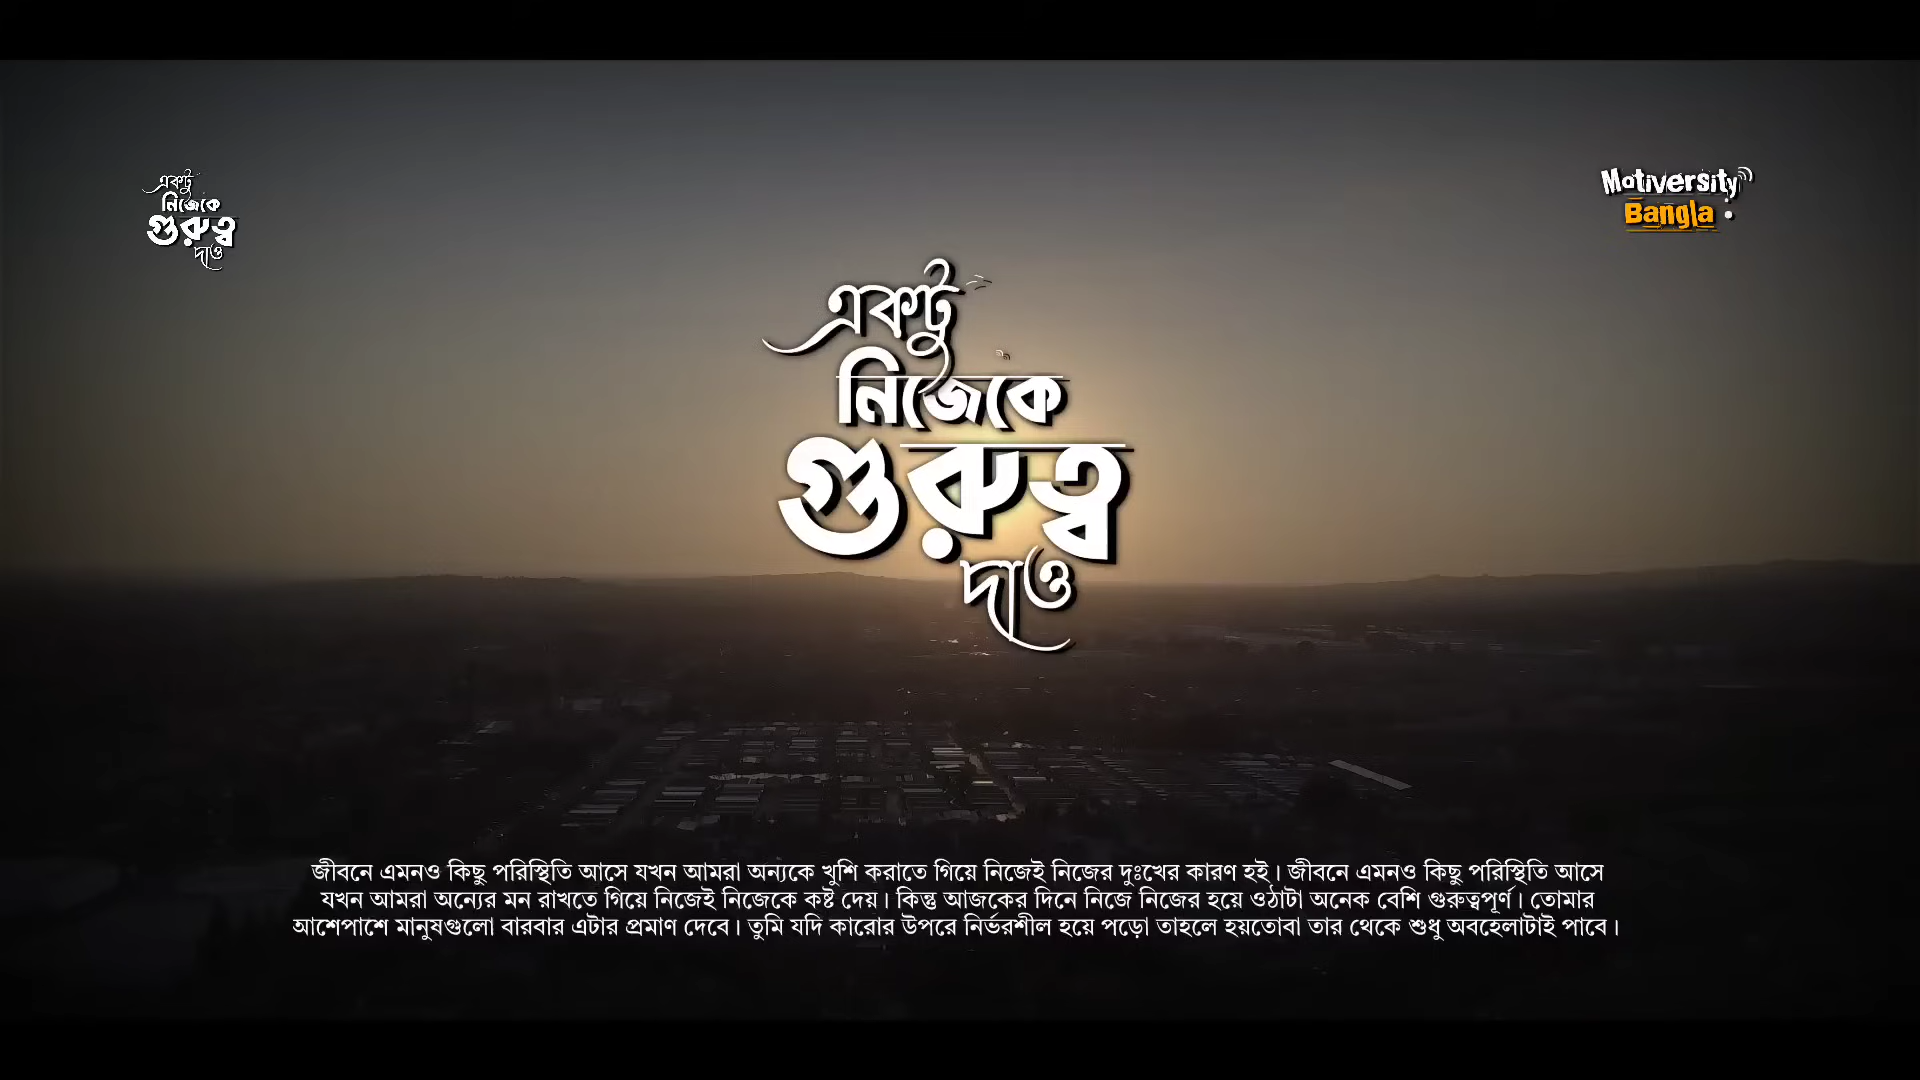 একটু
নিজেকে
গুরুত্ব
দাও
Motiversity
Bangla
একটু
নিজেকে
গুরুত্ব
দাও
জীবনে এমনও কিছু পরিস্থিতি আসে যখন আমরা অন্যকে খুশি করাতে গিয়ে নিজেই নিজের দুঃখের কারণ হই। জীবনে এমনও কিছু পরিস্থিতি আসে
যখন আমরা অন্যের মন রাখতে গিয়ে নিজেই নিজেকে কষ্ট দেয়। কিন্তু আজকের দিনে নিজে নিজের হয়ে ওঠাটা অনেক বেশি গুরুত্বপূর্ণ। তোমার
আশেপাশে মানুষগুলো বারবার এটার প্রমাণ দেবে। তুমি যদি কারোর উপরে নির্ভরশীল হয়ে পড়ো তাহলে হয়তোবা তার থেকে শুধু অবহেলাটাই পাবে।